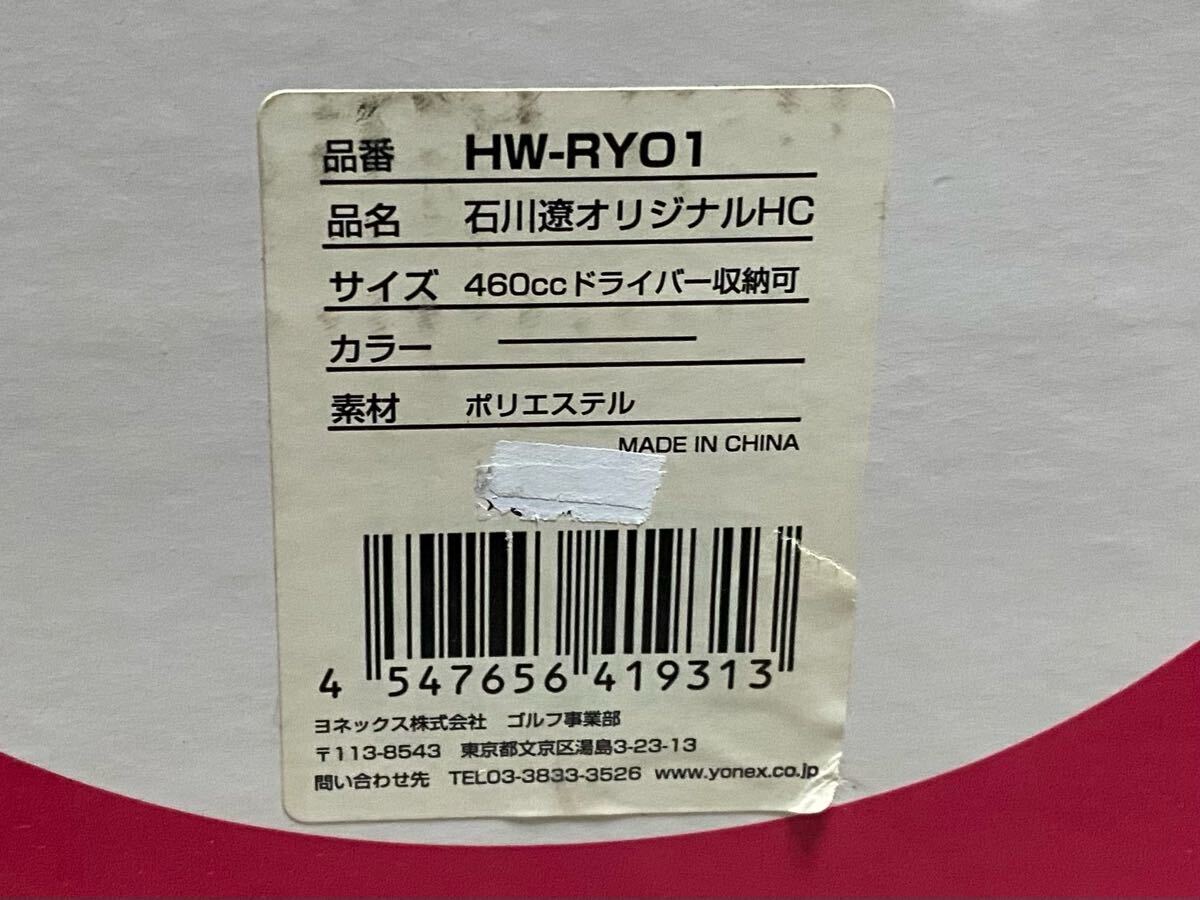 品番 HW-RYO1
品名 石川遼オリジナルHC
サイズ 460ccドライバー収納可
カラー ―――
素材 ポリエステル
MADE IN CHINA
4 547656 419313
ヨネックス株式会社 ゴルフ事業部
〒113-8543 東京都文京区湯島3-23-13
問い合わせ先 TEL03-3833-3526 www.yonex.co.jp